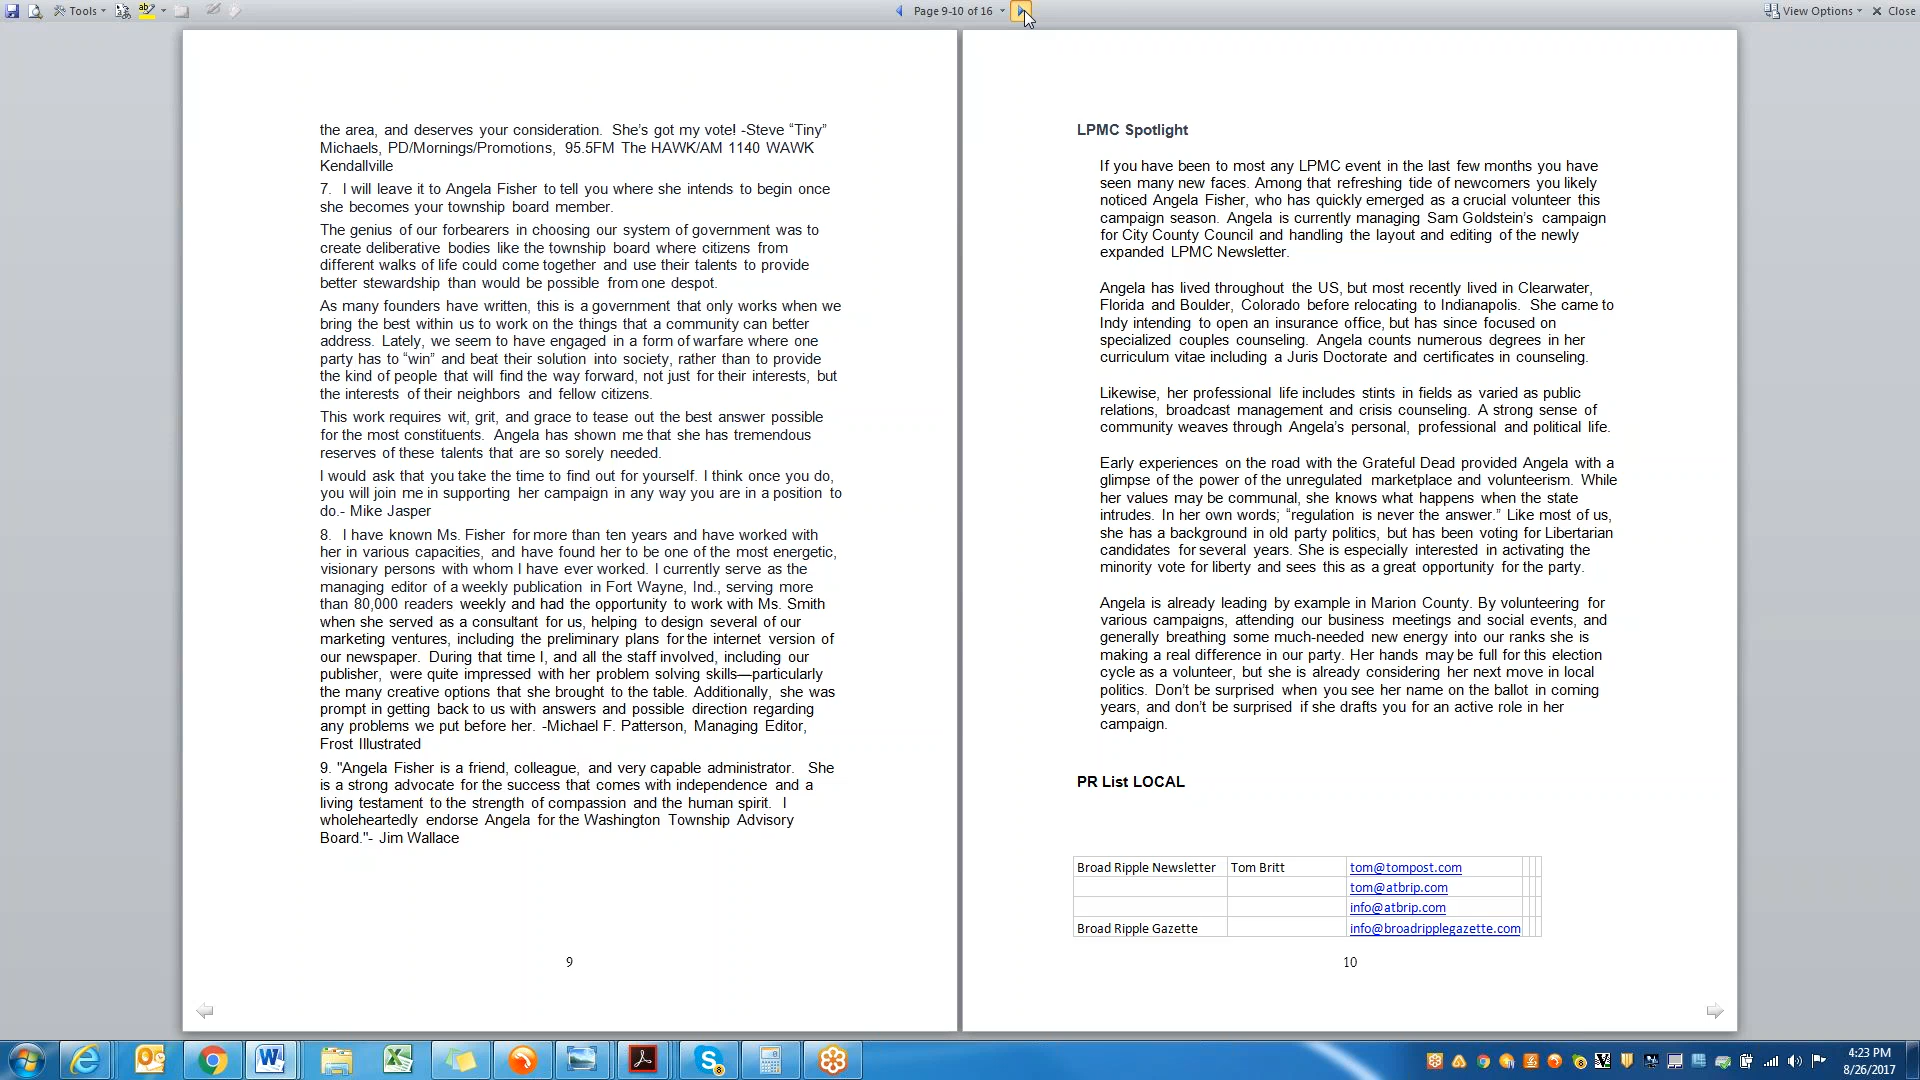 Tools
Page 9-10 of 16
View Options
Close
the area, and deserves your consideration. She's got my vote! -Steve “Tiny”
Michaels, PD/Mornings/Promotions, 95.5FM The HAWK/AM 1140 WAWK
Kendallville
7. I will leave it to Angela Fisher to tell you where she intends to begin once
she becomes your township board member.
The genius of our forbearers in choosing our system of government was to
create deliberative bodies like the township board where citizens from
different walks of life could come together and use their talents to provide
better stewardship than would be possible from one despot.
As many founders have written, this is a government that only works when we
bring the best within us to work on the things that a community can better
address. Lately, we seem to have engaged in a form of warfare where one
party has to “win” and beat their solution into society, rather than to provide
the kind of people that will find the way forward, not just for their interests, but
the interests of their neighbors and fellow citizens.
This work requires wit, grit, and grace to tease out the best answer possible
for the most constituents. Angela has shown me that she has tremendous
reserves of these talents that are so sorely needed.
I would ask that you take the time to find out for yourself. I think once you do,
you will join me in supporting her campaign in any way you are in a position to
do.- Mike Jasper
8. I have known Ms. Fisher for more than ten years and have worked with
her in various capacities, and have found her to be one of the most energetic,
visionary persons with whom I have ever worked. I currently serve as the
managing editor of a weekly publication in Fort Wayne, Ind., serving more
than 80,000 readers weekly and had the opportunity to work with Ms. Smith
when she served as a consultant for us, helping to design several of our
marketing ventures, including the preliminary plans for the internet version of
our newspaper. During that time I, and all the staff involved, including our
publisher, were quite impressed with her problem solving skills—particularly
the many creative options that she brought to the table. Additionally, she was
prompt in getting back to us with answers and possible direction regarding
any problems we put before her. -Michael F. Patterson, Managing Editor,
Frost Illustrated
9. "Angela Fisher is a friend, colleague, and very capable administrator. She
is a strong advocate for the success that comes with independence and a
living testament to the strength of compassion and the human spirit. I
wholeheartedly endorse Angela for the Washington Township Advisory
Board."- Jim Wallace
9
LPMC Spotlight
If you have been to most any LPMC event in the last few months you have
seen many new faces. Among that refreshing tide of newcomers you likely
noticed Angela Fisher, who has quickly emerged as a crucial volunteer this
campaign season. Angela is currently managing Sam Goldstein's campaign
for City County Council and handling the layout and editing of the newly
expanded LPMC Newsletter.
Angela has lived throughout the US, but most recently lived in Clearwater,
Florida and Boulder, Colorado before relocating to Indianapolis. She came to
Indy intending to open an insurance office, but has since focused on
specialized couples counseling. Angela counts numerous degrees in her
curriculum vitae including a Juris Doctorate and certificates in counseling.
Likewise, her professional life includes stints in fields as varied as public
relations, broadcast management and crisis counseling. A strong sense of
community weaves through Angela's personal, professional and political life.
Early experiences on the road with the Grateful Dead provided Angela with a
glimpse of the power of the unregulated marketplace and volunteerism. While
her values may be communal, she knows what happens when the state
intrudes. In her own words; “regulation is never the answer.” Like most of us,
she has a background in old party politics, but has been voting for Libertarian
candidates for several years. She is especially interested in activating the
minority vote for liberty and sees this as a great opportunity for the party.
Angela is already leading by example in Marion County. By volunteering for
various campaigns, attending our business meetings and social events, and
generally breathing some much-needed new energy into our ranks she is
making a real difference in our party. Her hands may be full for this election
cycle as a volunteer, but she is already considering her next move in local
politics. Don't be surprised when you see her name on the ballot in coming
years, and don't be surprised if she drafts you for an active role in her
campaign.
PR List LOCAL
Broad Ripple Newsletter Tom Britt tom@tompost.com
tom@atbrip.com
info@atbrip.com
Broad Ripple Gazette info@broadripplegazette.com
10
4:23 PM
8/26/2017